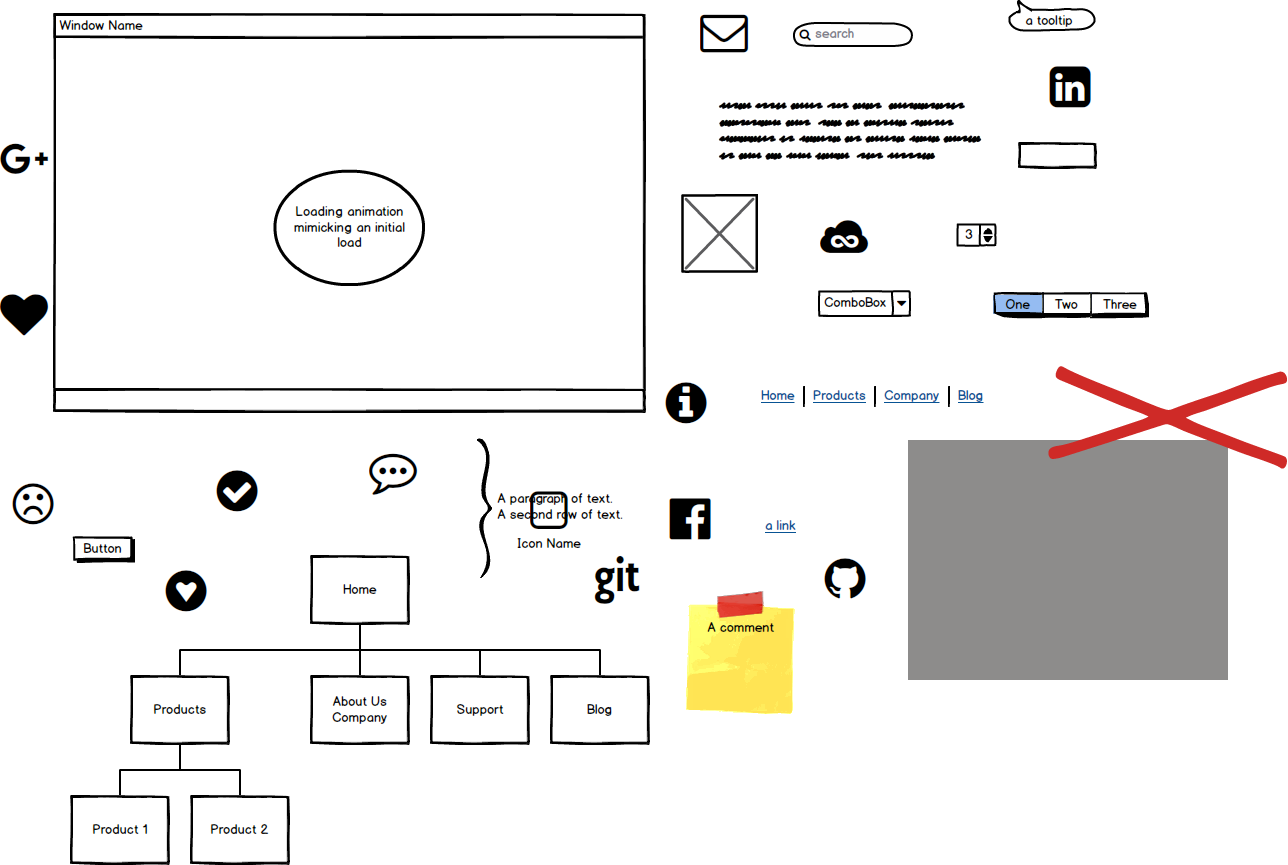 Window Name
search
a tooltip
in
G+
Loading animation
mimicking an initial
load
3
ComboBox
One
Two
Three
i
Home
Products
Company
Blog
A paragraph of text.
A second row of text.
Icon Name
f
a link
Button
git
Home
A comment
Products
About Us
Company
Support
Blog
Product 1
Product 2